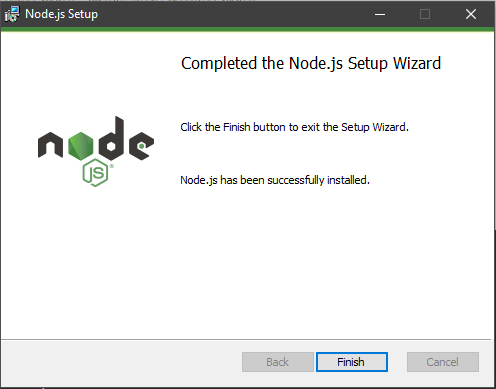 Node.js Setup
Completed the Node.js Setup Wizard
Click the Finish button to exit the Setup Wizard.
node
JS
Node.js has been successfully installed.
Back
Finish
Cancel